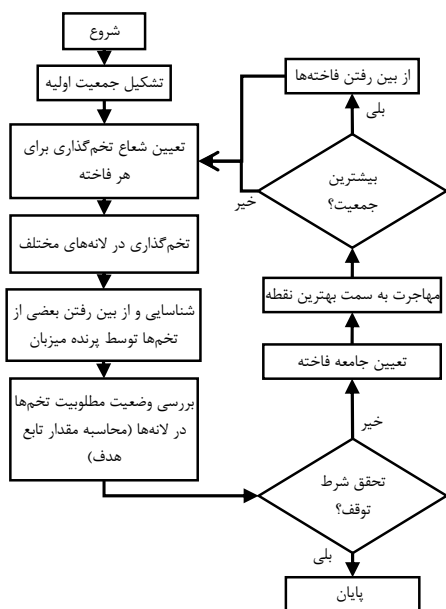 شروع
تشکیل جمعیت اولیه
تعیین شعاع تخم‌گذاری برای
هر فاخته
تخم‌گذاری در لانه‌های مختلف
شناسایی و از بین رفتن بعضی از
تخم‌ها توسط پرنده میزبان
بررسی وضعیت مطلوبیت تخم‌ها
در لانه‌ها (محاسبه مقدار تابع
هدف)
تحقق شرط
توقف؟
بلی
پایان
خیر
تعیین جامعه فاخته
مهاجرت به سمت بهترین نقطه
بیشترین
جمعیت؟
خیر
بلی
از بین رفتن فاخته‌ها